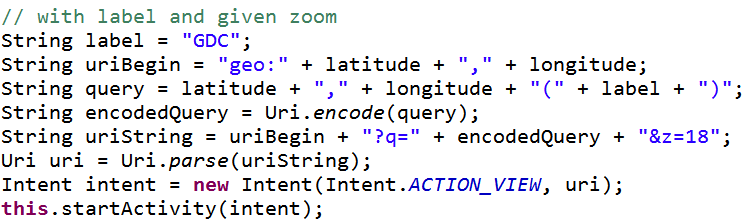 // with label and given zoom
String label = "GDC";
String uriBegin = "geo:" + latitude + "," + longitude;
String query = latitude + "," + longitude + "(" + label + ")";
String encodedQuery = Uri.encode(query);
String uriString = uriBegin + "?q=" + encodedQuery + "&z=18";
Uri uri = Uri.parse(uriString);
Intent intent = new Intent(Intent.ACTION_VIEW, uri);
this.startActivity(intent);